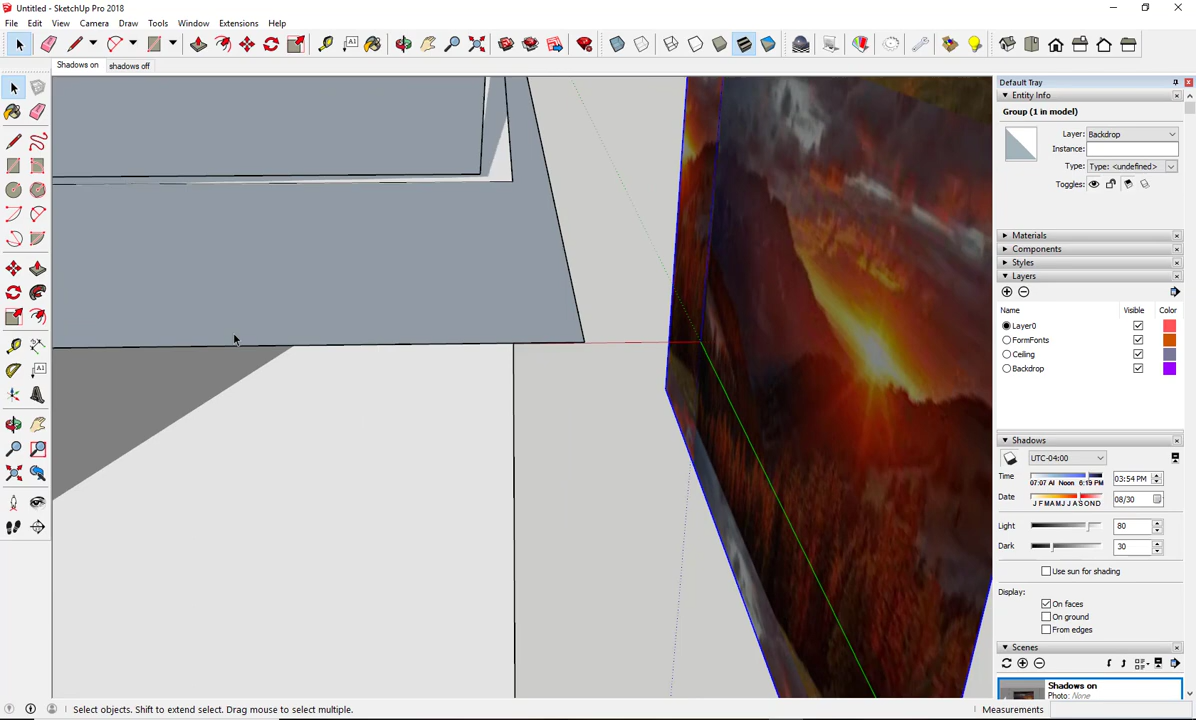 Untitled - SketchUp Pro 2018
File Edit View Camera Draw Tools Window Extensions Help
Shadows on shadows off
Default Tray
Entity Info
Group (1 in model)
Layer: Backdrop
Instance:
Type: Type: <undefined>
Toggles:
Materials
Components
Styles
Layers
Name Visible Color
Layer0
FormFonts
Ceiling
Backdrop
Shadows
UTC-04:00
Time 03:54 PM
07:07 AM Noon 6:19 PM
Date 08/30
J F M A M J J A S O N D
Light 80
Dark 30
Use sun for shading
Display:
On faces
On ground
From edges
Scenes
Shadows on
Photo: None
Select objects. Shift to extend select. Drag mouse to select multiple.
Measurements